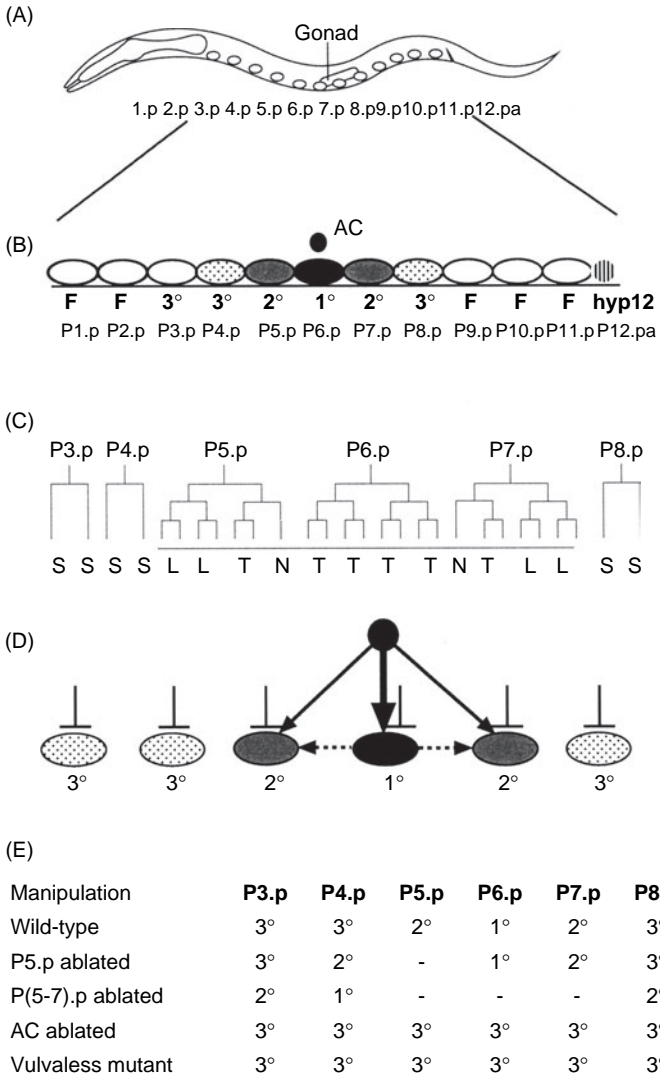 (A)
Gonad
1.p 2.p 3.p 4.p 5.p 6.p 7.p 8.p9.p10.p11.p12.pa
(B)
AC
F F 3° 3° 2° 1° 2° 3° F F F hyp12
P1.p P2.p P3.p P4.p P5.p P6.p P7.p P8.p P9.p P10.p P11.p P12.pa
(C)
P3.p P4.p P5.p P6.p P7.p P8.p
S S S S L L T N T T T T N T L L S S
(D)
3° 3° 2° 1° 2° 3°
(E)
Manipulation P3.p P4.p P5.p P6.p P7.p P8
Wild-type 3° 3° 2° 1° 2° 3°
P5.p ablated 3° 2° - 1° 2° 3°
P(5-7).p ablated 2° 1° - - - 2°
AC ablated 3° 3° 3° 3° 3° 3°
Vulvaless mutant 3° 3° 3° 3° 3° 3°